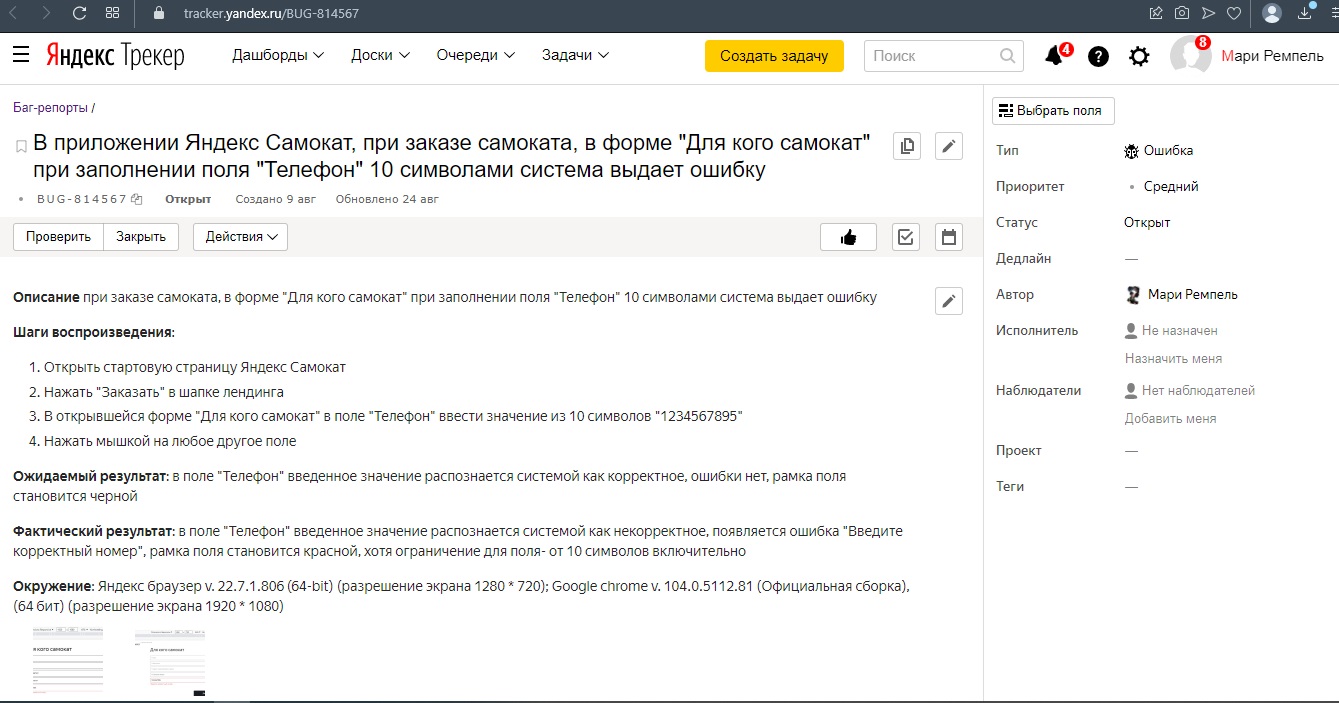 tracker.yandex.ru/BUG-814567
Яндекс Трекер
Дашборды
Доски
Очереди
Задачи
Создать задачу
Поиск
4
?
8
Мари Ремпель
Баг-репорты /
В приложении Яндекс Самокат, при заказе самоката, в форме "Для кого самокат"
при заполнении поля "Телефон" 10 символами система выдает ошибку
BUG-814567
Открыт
Создано 9 авг
Обновлено 24 авг
Проверить
Закрыть
Действия
Описание при заказе самоката, в форме "Для кого самокат" при заполнении поля "Телефон" 10 символами система выдает ошибку
Шаги воспроизведения:
1. Открыть стартовую страницу Яндекс Самокат
2. Нажать "Заказать" в шапке лендинга
3. В открывшейся форме "Для кого самокат" в поле "Телефон" ввести значение из 10 символов "1234567895"
4. Нажать мышкой на любое другое поле
Ожидаемый результат: в поле "Телефон" введенное значение распознается системой как корректное, ошибки нет, рамка поля
становится черной
Фактический результат: в поле "Телефон" введенное значение распознается системой как некорректное, появляется ошибка "Введите
корректный номер", рамка поля становится красной, хотя ограничение для поля- от 10 символов включительно
Окружение: Яндекс браузер v. 22.7.1.806 (64-bit) (разрешение экрана 1280 * 720); Google chrome v. 104.0.5112.81 (Официальная сборка),
(64 бит) (разрешение экрана 1920 * 1080)
я кого самокат
Для кого самокат
Выбрать поля
Тип
Ошибка
Приоритет
Средний
Статус
Открыт
Дедлайн
—
Автор
Мари Ремпель
Исполнитель
Не назначен
Назначить меня
Наблюдатели
Нет наблюдателей
Добавить меня
Проект
—
Теги
—